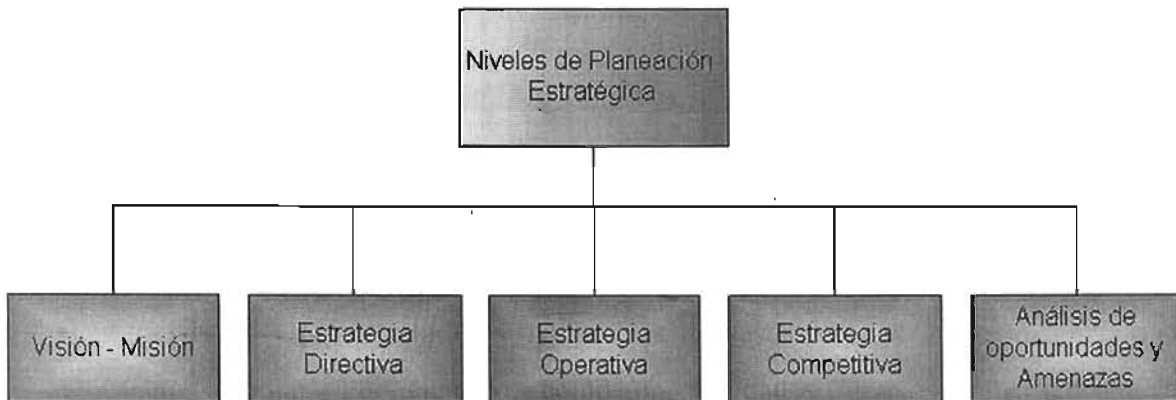 Niveles de Planeación
Estratégica
Visión - Misión
Estrategia
Directiva
Estrategia
Operativa
Estrategia
Competitiva
Análisis de
oportunidades y
Amenazas